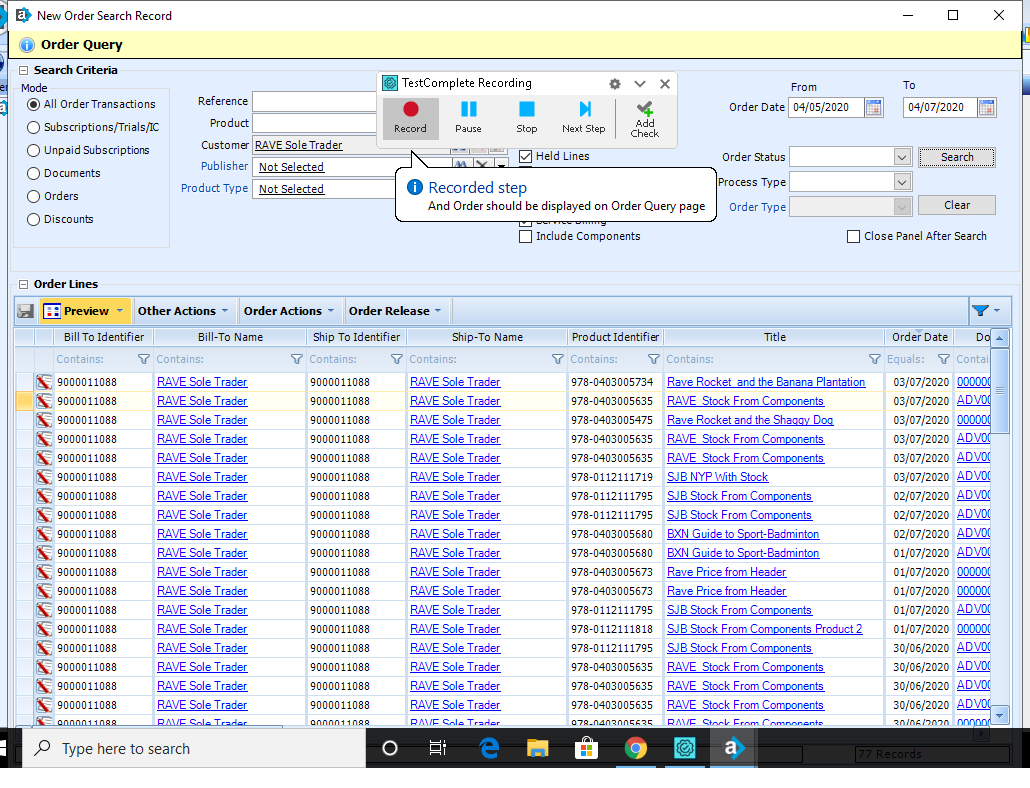 New Order Search Record
Order Query
Search Criteria
Mode
All Order Transactions
Subscriptions/Trials/IC
Unpaid Subscriptions
Documents
Orders
Discounts
Reference
Product
Customer RAVE Sole Trader
Publisher Not Selected
Product Type Not Selected
TestComplete Recording
Record Pause Stop Next Step Add Check
Recorded step
And Order should be displayed on Order Query page
Held Lines
Service Billing
Include Components
From To
Order Date 04/05/2020 04/07/2020
Order Status Search
Process Type
Order Type Clear
Close Panel After Search
Order Lines
Preview Other Actions Order Actions Order Release
Bill To Identifier Bill-To Name Ship To Identifier Ship-To Name Product Identifier Title Order Date Do
Contains: Contains: Contains: Contains: Contains: Contains: Equals: Contai
9000011088 RAVE Sole Trader 9000011088 RAVE Sole Trader 978-0403005734 Rave Rocket and the Banana Plantation 03/07/2020 000000
9000011088 RAVE Sole Trader 9000011088 RAVE Sole Trader 978-0403005635 RAVE Stock From Components 03/07/2020 ADV00
9000011088 RAVE Sole Trader 9000011088 RAVE Sole Trader 978-0403005475 Rave Rocket and the Shaggy Dog 03/07/2020 000000
9000011088 RAVE Sole Trader 9000011088 RAVE Sole Trader 978-0403005635 RAVE Stock From Components 03/07/2020 ADV00
9000011088 RAVE Sole Trader 9000011088 RAVE Sole Trader 978-0403005635 RAVE Stock From Components 03/07/2020 ADV00
9000011088 RAVE Sole Trader 9000011088 RAVE Sole Trader 978-0112111719 SJB NYP With Stock 03/07/2020 ADV00
9000011088 RAVE Sole Trader 9000011088 RAVE Sole Trader 978-0112111795 SJB Stock From Components 02/07/2020 ADV00
9000011088 RAVE Sole Trader 9000011088 RAVE Sole Trader 978-0112111795 SJB Stock From Components 02/07/2020 ADV00
9000011088 RAVE Sole Trader 9000011088 RAVE Sole Trader 978-0403005680 BXN Guide to Sport-Badminton 02/07/2020 ADV00
9000011088 RAVE Sole Trader 9000011088 RAVE Sole Trader 978-0403005680 BXN Guide to Sport-Badminton 01/07/2020 ADV00
9000011088 RAVE Sole Trader 9000011088 RAVE Sole Trader 978-0403005673 Rave Price from Header 01/07/2020 000000
9000011088 RAVE Sole Trader 9000011088 RAVE Sole Trader 978-0403005673 Rave Price from Header 01/07/2020 000000
9000011088 RAVE Sole Trader 9000011088 RAVE Sole Trader 978-0112111795 SJB Stock From Components 01/07/2020 ADV00
9000011088 RAVE Sole Trader 9000011088 RAVE Sole Trader 978-0112111818 SJB Stock From Components Product 2 01/07/2020 000000
9000011088 RAVE Sole Trader 9000011088 RAVE Sole Trader 978-0112111795 SJB Stock From Components 30/06/2020 ADV00
9000011088 RAVE Sole Trader 9000011088 RAVE Sole Trader 978-0403005635 RAVE Stock From Components 30/06/2020 ADV00
9000011088 RAVE Sole Trader 9000011088 RAVE Sole Trader 978-0403005635 RAVE Stock From Components 30/06/2020 ADV00
9000011088 RAVE Sole Trader 9000011088 RAVE Sole Trader 978-0403005635 RAVE Stock From Components 30/06/2020 ADV00
9000011088 RAVE Sole Trader 9000011088 RAVE Sole Trader 978-0403005635 RAVE Stock From Components 30/06/2020
Type here to search
77 Records